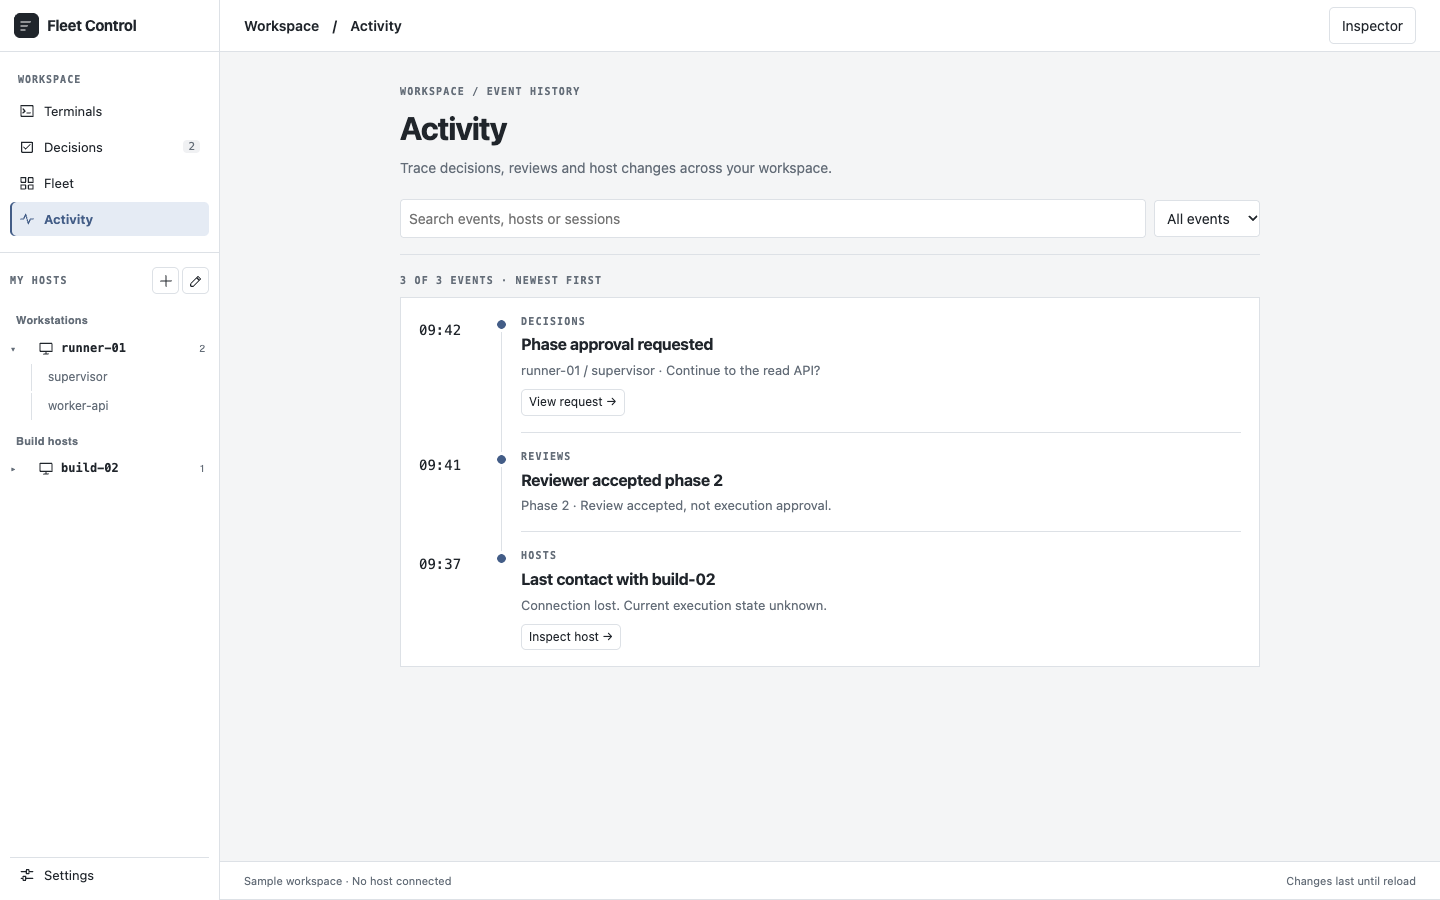 Fleet Control
Workspace / Activity
Inspector
WORKSPACE
Terminals
Decisions 2
Fleet
Activity
MY HOSTS
Workstations
runner-01 2
supervisor
worker-api
Build hosts
build-02 1
Settings
WORKSPACE / EVENT HISTORY
Activity
Trace decisions, reviews and host changes across your workspace.
Search events, hosts or sessions
All events
3 OF 3 EVENTS · NEWEST FIRST
09:42
DECISIONS
Phase approval requested
runner-01 / supervisor · Continue to the read API?
View request →
09:41
REVIEWS
Reviewer accepted phase 2
Phase 2 · Review accepted, not execution approval.
09:37
HOSTS
Last contact with build-02
Connection lost. Current execution state unknown.
Inspect host →
Sample workspace · No host connected
Changes last until reload